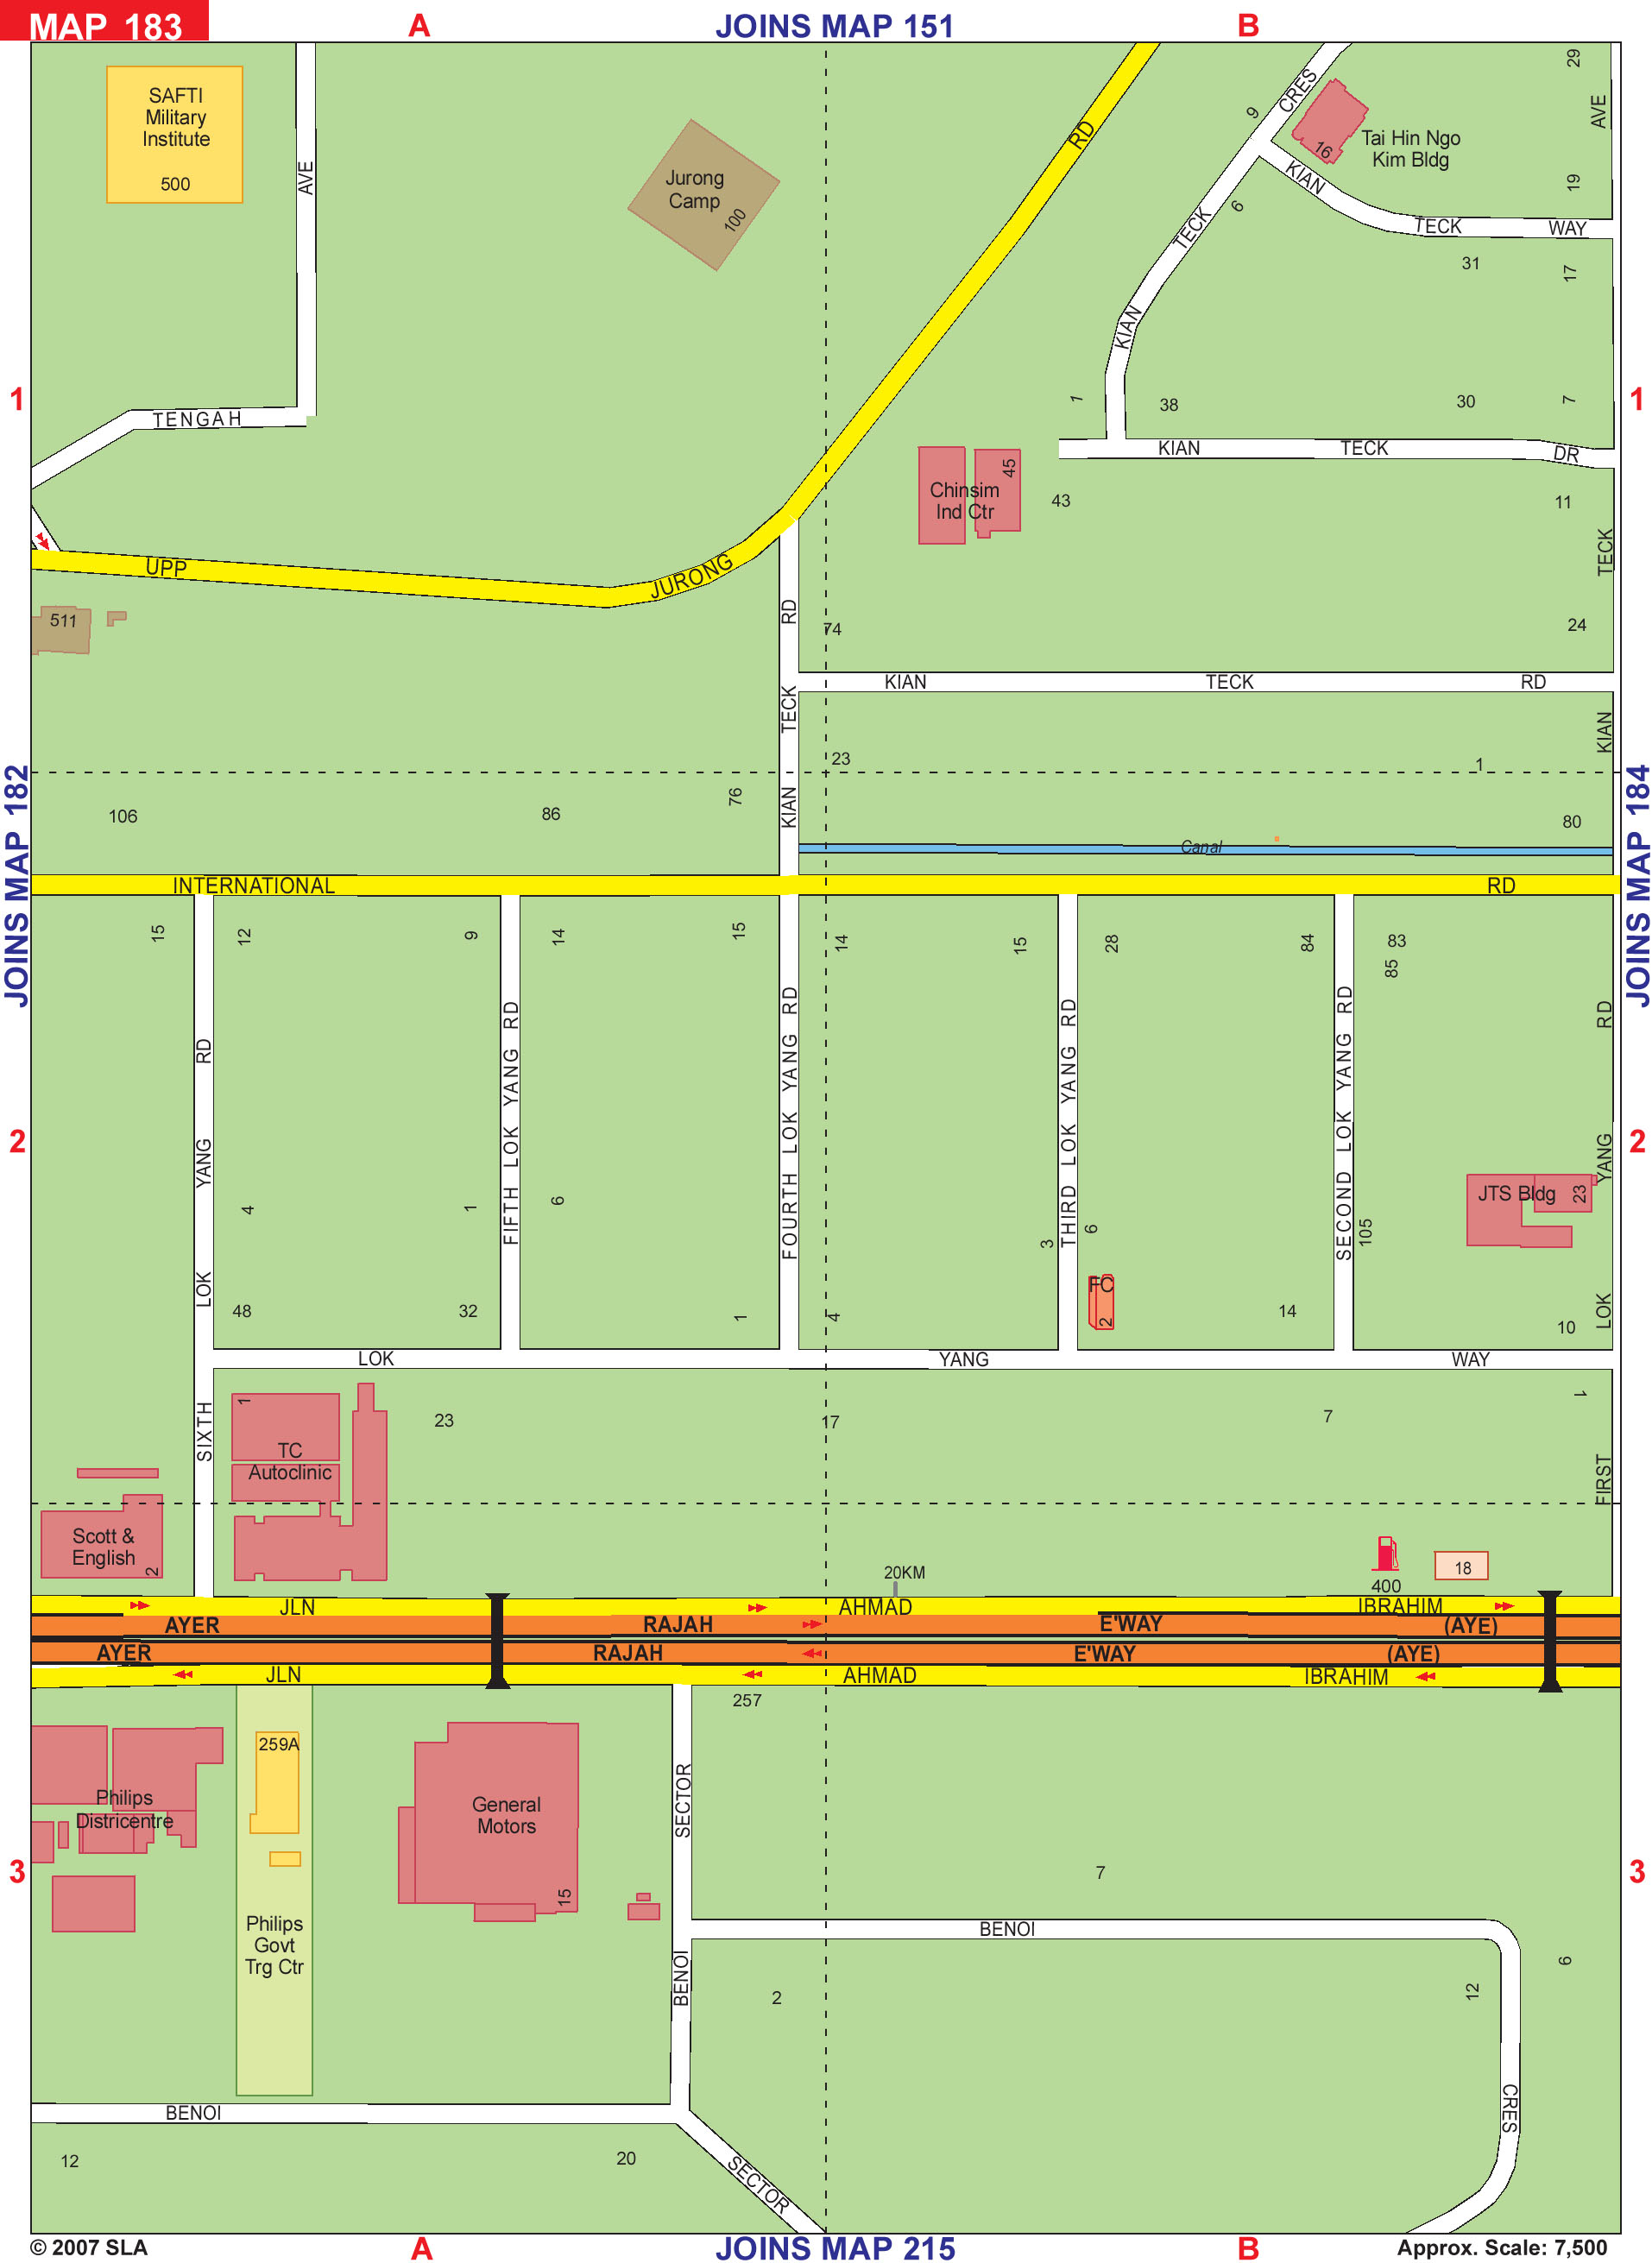 MAP 183
A
JOINS MAP 151
B
29
SAFTI
Military
Institute
500
AVE
Jurong
Camp
100
RD
9
CRES
16
Tai Hin Ngo
Kim Bldg
AVE
19
KIAN
6
TECK
TECK
WAY
31
17
KIAN
1
1
1
38
30
7
TENGAH
KIAN
TECK
DR
45
Chinsim
Ind Ctr
43
11
TECK
UPP
JURONG
511
RD
74
24
KIAN
TECK
RD
TECK
KIAN
23
1
JOINS MAP 182
JOINS MAP 184
106
86
76
KIAN
80
Canal
INTERNATIONAL
RD
15
12
9
14
15
14
15
28
84
83
85
RD
YANG
LOK
SIXTH
FIFTH LOK YANG RD
FOURTH LOK YANG RD
THIRD LOK YANG RD
SECOND LOK YANG RD
RD
YANG
LOK
FIRST
2
2
4
1
6
3
6
105
JTS Bldg
23
48
32
1
4
FC
2
14
10
LOK
YANG
WAY
1
23
17
7
1
TC
Autoclinic
Scott &
English
2
20KM
400
18
JLN
AHMAD
IBRAHIM
AYER
RAJAH
E'WAY
(AYE)
AYER
RAJAH
E'WAY
(AYE)
JLN
AHMAD
IBRAHIM
257
259A
Philips
Districentre
General
Motors
15
SECTOR
3
7
3
Philips
Govt
Trg Ctr
BENOI
BENOI
2
12
6
BENOI
CRES
12
20
SECTOR
© 2007 SLA
A
JOINS MAP 215
B
Approx. Scale: 7,500